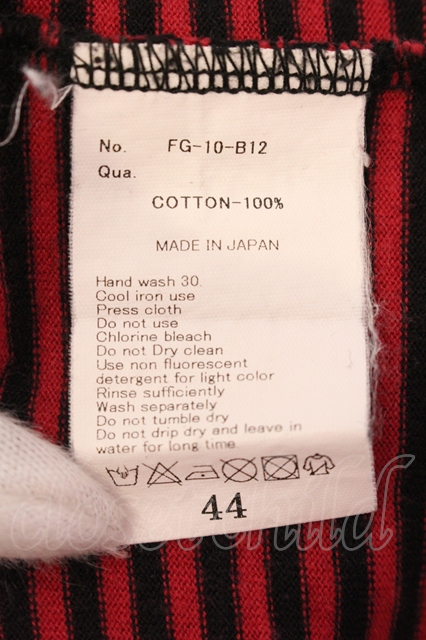 No. FG-10-B12
Qua.
COTTON-100%
MADE IN JAPAN
Hand wash 30.
Cool iron use
Press cloth
Do not use
Chlorine bleach
Do not Dry clean
Use non fluorescent
detergent for light color
Rinse sufficiently
Wash separately
Do not tumble dry
Do not drip dry and leave in
water for long time
44